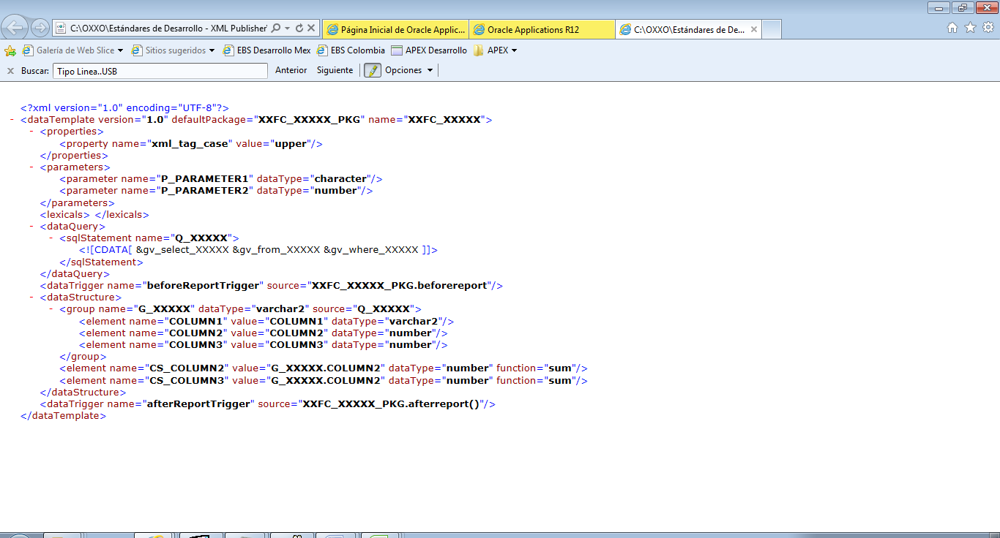 C:\OXXO\Estándares de Desarrollo - XML Publisher
Página Inicial de Oracle Applic...
Oracle Applications R12
C:\OXXO\Estándares de De...
Galería de Web Slice
Sitios sugeridos
EBS Desarrollo Mex
EBS Colombia
APEX Desarrollo
APEX
x Buscar: Tipo Linea..USB Anterior Siguiente Opciones
<?xml version="1.0" encoding="UTF-8"?>
- <dataTemplate version="1.0" defaultPackage="XXFC_XXXXX_PKG" name="XXFC_XXXXX">
- <properties>
<property name="xml_tag_case" value="upper"/>
</properties>
- <parameters>
<parameter name="P_PARAMETER1" dataType="character"/>
<parameter name="P_PARAMETER2" dataType="number"/>
</parameters>
<lexicals> </lexicals>
- <dataQuery>
- <sqlStatement name="Q_XXXXX">
<![CDATA[ &gv_select_XXXXX &gv_from_XXXXX &gv_where_XXXXX ]]>
</sqlStatement>
</dataQuery>
<dataTrigger name="beforeReportTrigger" source="XXFC_XXXXX_PKG.beforereport"/>
- <dataStructure>
- <group name="G_XXXXX" dataType="varchar2" source="Q_XXXXX">
<element name="COLUMN1" value="COLUMN1" dataType="varchar2"/>
<element name="COLUMN2" value="COLUMN2" dataType="number"/>
<element name="COLUMN3" value="COLUMN3" dataType="number"/>
</group>
<element name="CS_COLUMN2" value="G_XXXXX.COLUMN2" dataType="number" function="sum"/>
<element name="CS_COLUMN3" value="G_XXXXX.COLUMN2" dataType="number" function="sum"/>
</dataStructure>
<dataTrigger name="afterReportTrigger" source="XXFC_XXXXX_PKG.afterreport()"/>
</dataTemplate>